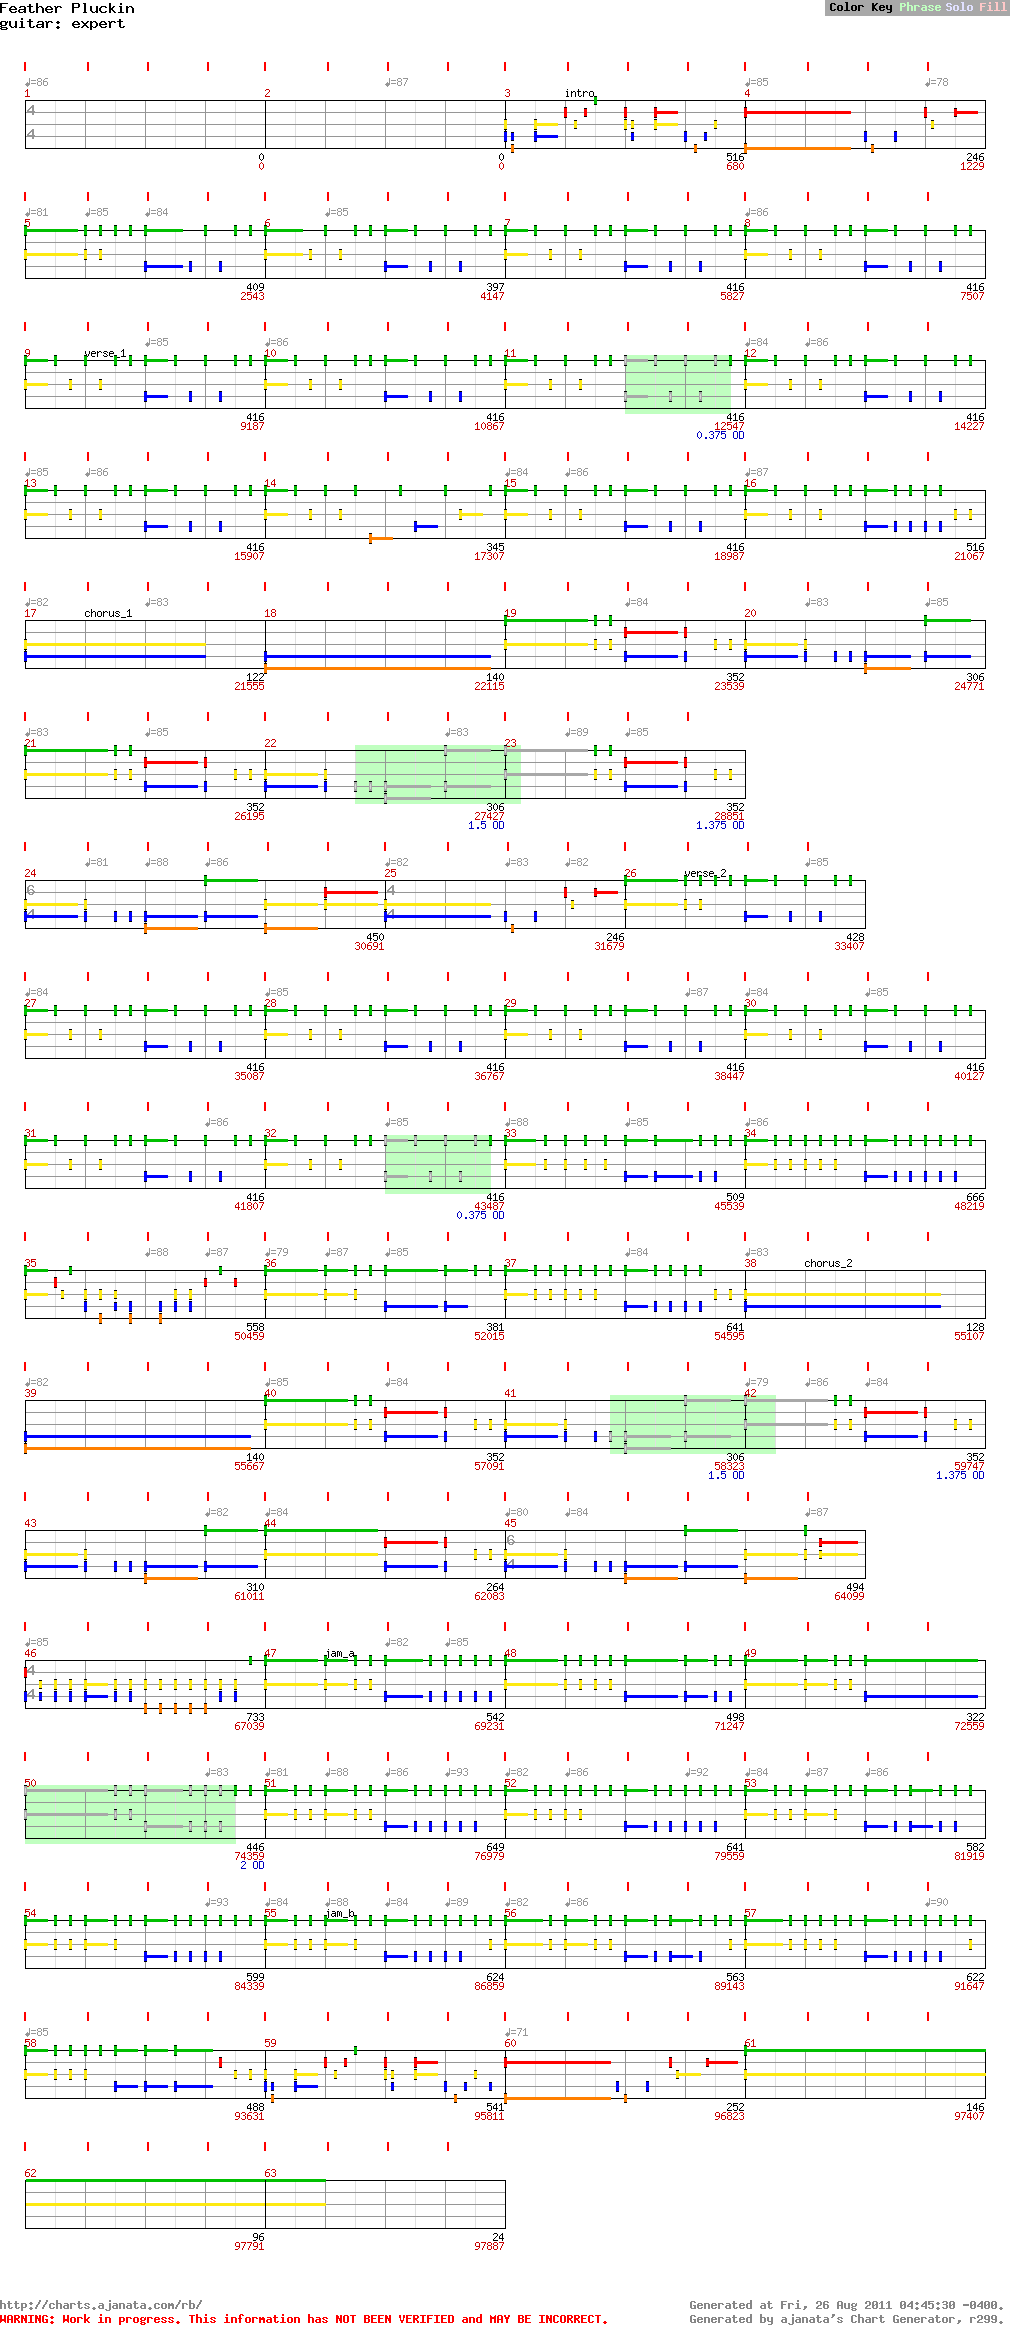 Feather Pluckin
guitar: expert
Color Key Phrase Solo Fill
♩=86 ♩=87 ♩=85 ♩=78
1 2 3 intro 4
4
4
0 0 516 246
0 0 680 1229
♩=81 ♩=85 ♩=84 ♩=85 ♩=86
5 6 7 8
409 397 416 416
2543 4147 5827 7507
♩=85 ♩=86 ♩=84 ♩=86
9 verse_1 10 11 12
416 416 416 416
9187 10867 12547 14227
0.375 OD
♩=85 ♩=86 ♩=84 ♩=86 ♩=87
13 14 15 16
416 345 416 516
15907 17307 18987 21067
♩=82 ♩=83 ♩=84 ♩=83 ♩=85
17 chorus_1 18 19 20
122 140 352 306
21555 22115 23539 24771
♩=83 ♩=85 ♩=83 ♩=89 ♩=85
21 22 23
352 306 352
26195 27427 28851
1.5 OD 1.375 OD
♩=81 ♩=88 ♩=86 ♩=82 ♩=83 ♩=82 ♩=85
24 25 26 verse_2
6 4
4
450 246 428
30691 31679 33407
♩=84 ♩=85 ♩=87 ♩=84 ♩=85
27 28 29 30
416 416 416 416
35087 36767 38447 40127
♩=86 ♩=85 ♩=88 ♩=85 ♩=86
31 32 33 34
416 416 509 666
41807 43487 45539 48219
0.375 OD
♩=88 ♩=87 ♩=79 ♩=87 ♩=85 ♩=84 ♩=83
35 36 37 38 chorus_2
558 381 641 128
50459 52015 54595 55107
♩=82 ♩=85 ♩=84 ♩=79 ♩=86 ♩=84
39 40 41 42
140 352 306 352
55667 57091 58323 59747
1.5 OD 1.375 OD
♩=82 ♩=84 ♩=80 ♩=84 ♩=87
43 44 45
6
4
310 264 494
61011 62083 64099
♩=85 ♩=82 ♩=85
46 47 jam_a 48 49
4
4
733 542 498 322
67039 69231 71247 72559
♩=83 ♩=81 ♩=88 ♩=86 ♩=93 ♩=82 ♩=86 ♩=92 ♩=84 ♩=87 ♩=86
50 51 52 53
446 649 641 582
74359 76979 79559 81919
2 OD
♩=93 ♩=84 ♩=88 ♩=84 ♩=89 ♩=82 ♩=86 ♩=90
54 55 jam_b 56 57
599 624 563 622
84339 86859 89143 91647
♩=85 ♩=71
58 59 60 61
488 541 252 146
93631 95811 96823 97407
62 63
96 24
97791 97887
http://charts.ajanata.com/rb/ Generated at Fri, 26 Aug 2011 04:45:30 -0400.
WARNING: Work in progress. This information has NOT BEEN VERIFIED and MAY BE INCORRECT. Generated by ajanata's Chart Generator, r299.